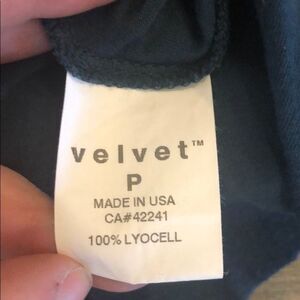 velvet™
P
MADE IN USA
CA#42241
100% LYOCELL